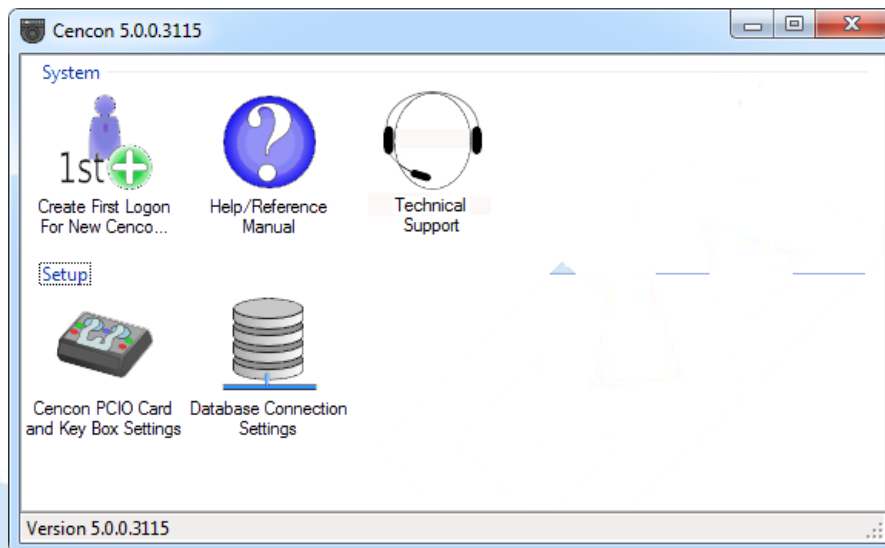 Cencon 5.0.0.3115
System
1st
Create First Logon
For New Cenco...
Help/Reference
Manual
Technical
Support
Setup
Cencon PCIO Card
and Key Box Settings
Database Connection
Settings
Version 5.0.0.3115